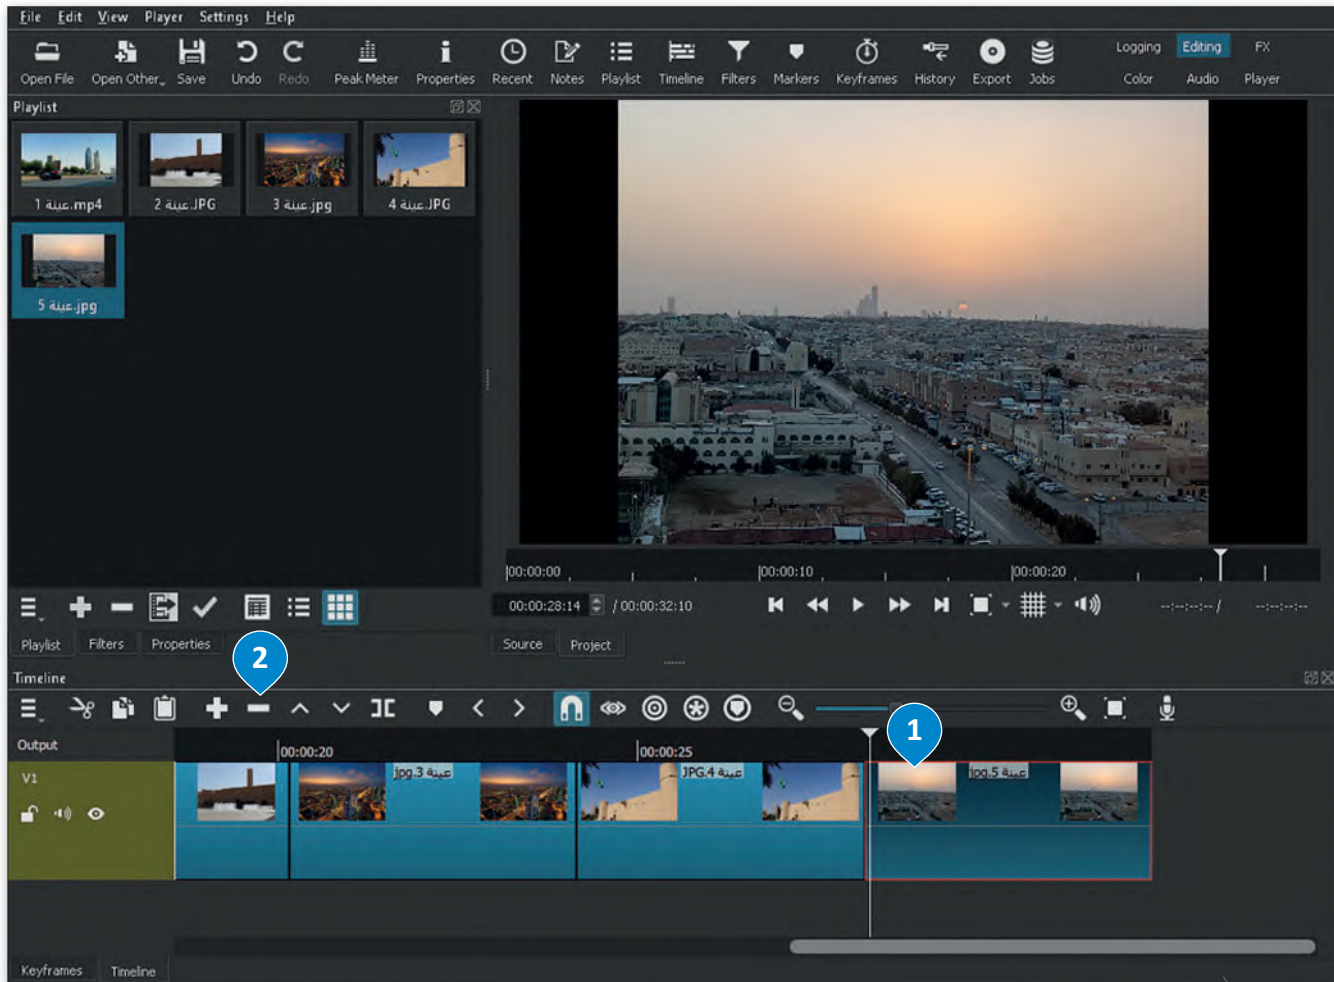 File Edit View Player Settings Help
Open File Open Other Save Undo Redo Peak Meter Properties Recent Notes Playlist Timeline Filters Markers Keyframes History Export Jobs
Logging Editing FX
Color Audio Player
Playlist
عينة 1.mp4
عينة 2.JPG
عينة 3.jpg
عينة 4.JPG
عينة 5.jpg
00:00:00 00:00:10 00:00:20
00:00:28:14 / 00:00:32:10 --:--:--:-- / --:--:--:--
Playlist Filters Properties
Source Project
2
Timeline
1
Output 00:00:20 00:00:25
V1
عينة 3.jpg
عينة 4.JPG
عينة 5.jpg
Keyframes Timeline